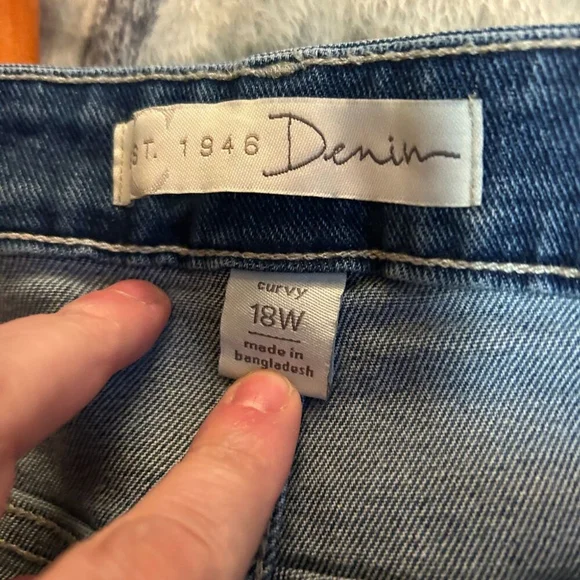 ST. 1946 Denim
curvy
18W
made in
bangladesh